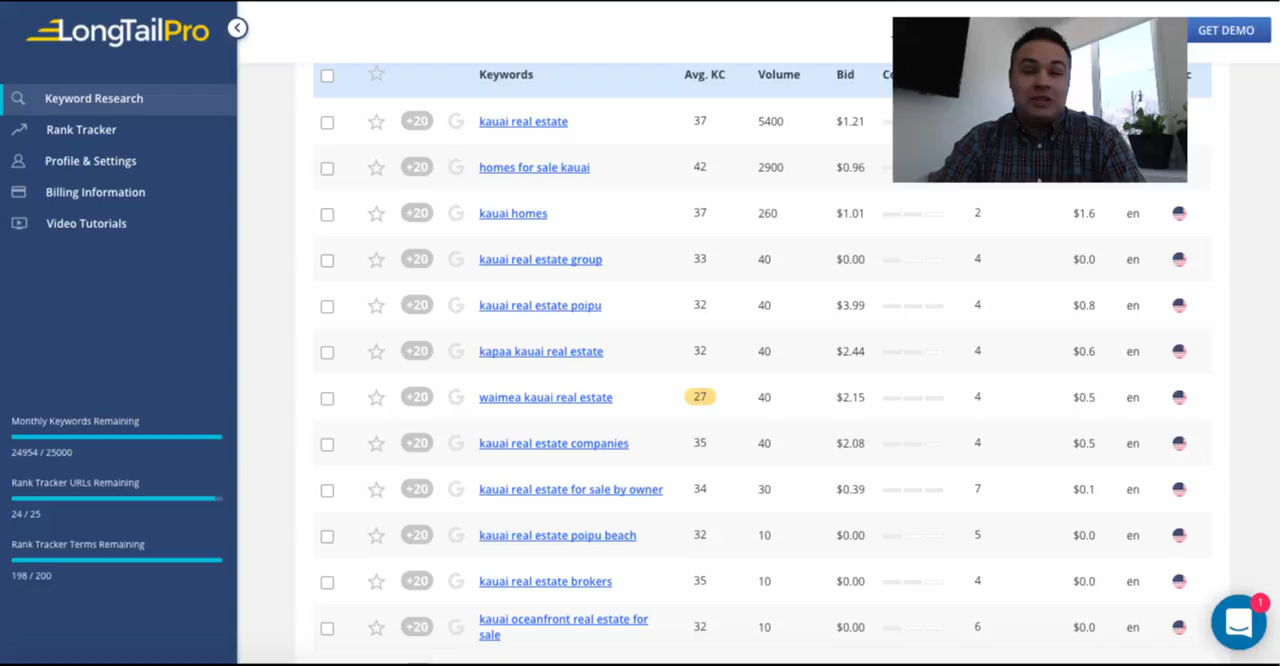 LongTailPro
GET DEMO
Keyword Research
Rank Tracker
Profile & Settings
Billing Information
Video Tutorials
Monthly Keywords Remaining
24954 / 25000
Rank Tracker URLs Remaining
24 / 25
Rank Tracker Terms Remaining
198 / 200
Keywords Avg. KC Volume Bid
+20 G kauai real estate 37 5400 $1.21
+20 G homes for sale kauai 42 2900 $0.96
+20 G kauai homes 37 260 $1.01 2 $1.6 en
+20 G kauai real estate group 33 40 $0.00 4 $0.0 en
+20 G kauai real estate poipu 32 40 $3.99 4 $0.8 en
+20 G kapaa kauai real estate 32 40 $2.44 4 $0.6 en
+20 G waimea kauai real estate 27 40 $2.15 4 $0.5 en
+20 G kauai real estate companies 35 40 $2.08 4 $0.5 en
+20 G kauai real estate for sale by owner 34 30 $0.39 7 $0.1 en
+20 G kauai real estate poipu beach 32 10 $0.00 5 $0.0 en
+20 G kauai real estate brokers 35 10 $0.00 4 $0.0 en
+20 G kauai oceanfront real estate for 32 10 $0.00 6 $0.0 en
sale
1